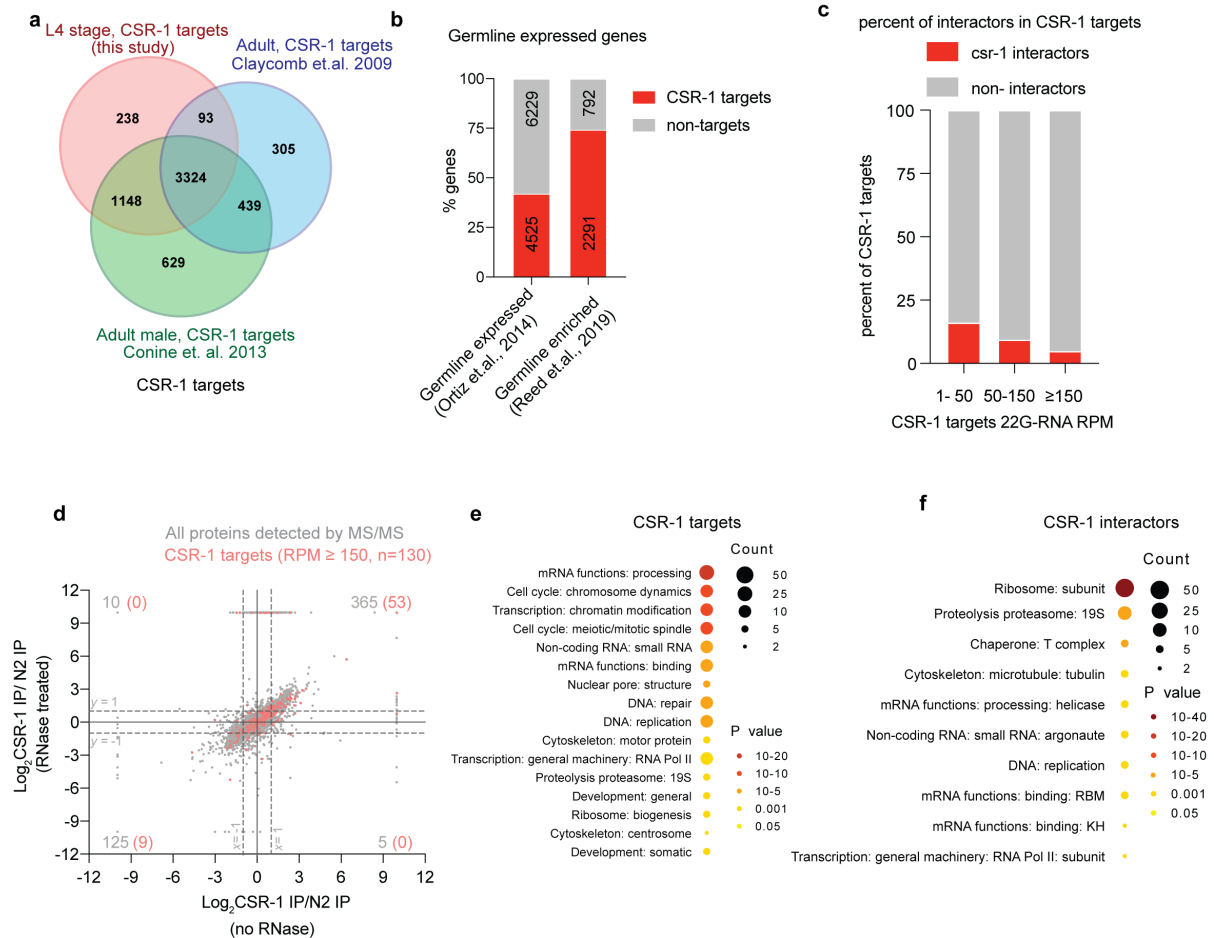 a
L4 stage, CSR-1 targets
(this study)
Adult, CSR-1 targets
Claycomb et.al. 2009
238
93
305
3324
1148
439
629
Adult male, CSR-1 targets
Conine et. al. 2013
CSR-1 targets
b
Germline expressed genes
CSR-1 targets
non-targets
% genes
100
75
50
25
0
6229
4525
792
2291
Germline expressed
(Ortiz et.al., 2014)
Germline enriched
(Reed et.al., 2019)
c
percent of interactors in CSR-1 targets
csr-1 interactors
non- interactors
percent of CSR-1 targets
100
75
50
25
0
1- 50
50-150
≥150
CSR-1 targets 22G-RNA RPM
d
All proteins detected by MS/MS
CSR-1 targets (RPM ≥ 150, n=130)
Log2CSR-1 IP/ N2 IP
(RNase treated)
12
9
6
3
0
-3
-6
-9
-12
10 (0)
365 (53)
y = 1
y = -1
x=-1
x=1
125 (9)
5 (0)
-12
-9
-6
-3
0
3
6
9
12
Log2CSR-1 IP/N2 IP
(no RNase)
e
CSR-1 targets
mRNA functions: processing
Cell cycle: chromosome dynamics
Transcription: chromatin modification
Cell cycle: meiotic/mitotic spindle
Non-coding RNA: small RNA
mRNA functions: binding
Nuclear pore: structure
DNA: repair
DNA: replication
Cytoskeleton: motor protein
Transcription: general machinery: RNA Pol II
Proteolysis proteasome: 19S
Development: general
Ribosome: biogenesis
Cytoskeleton: centrosome
Development: somatic
Count
50
25
10
5
2
P value
10-20
10-10
10-5
0.001
0.05
f
CSR-1 interactors
Ribosome: subunit
Proteolysis proteasome: 19S
Chaperone: T complex
Cytoskeleton: microtubule: tubulin
mRNA functions: processing: helicase
Non-coding RNA: small RNA: argonaute
DNA: replication
mRNA functions: binding: RBM
mRNA functions: binding: KH
Transcription: general machinery: RNA Pol II: subunit
Count
50
25
10
5
2
P value
10-40
10-20
10-10
10-5
0.001
0.05